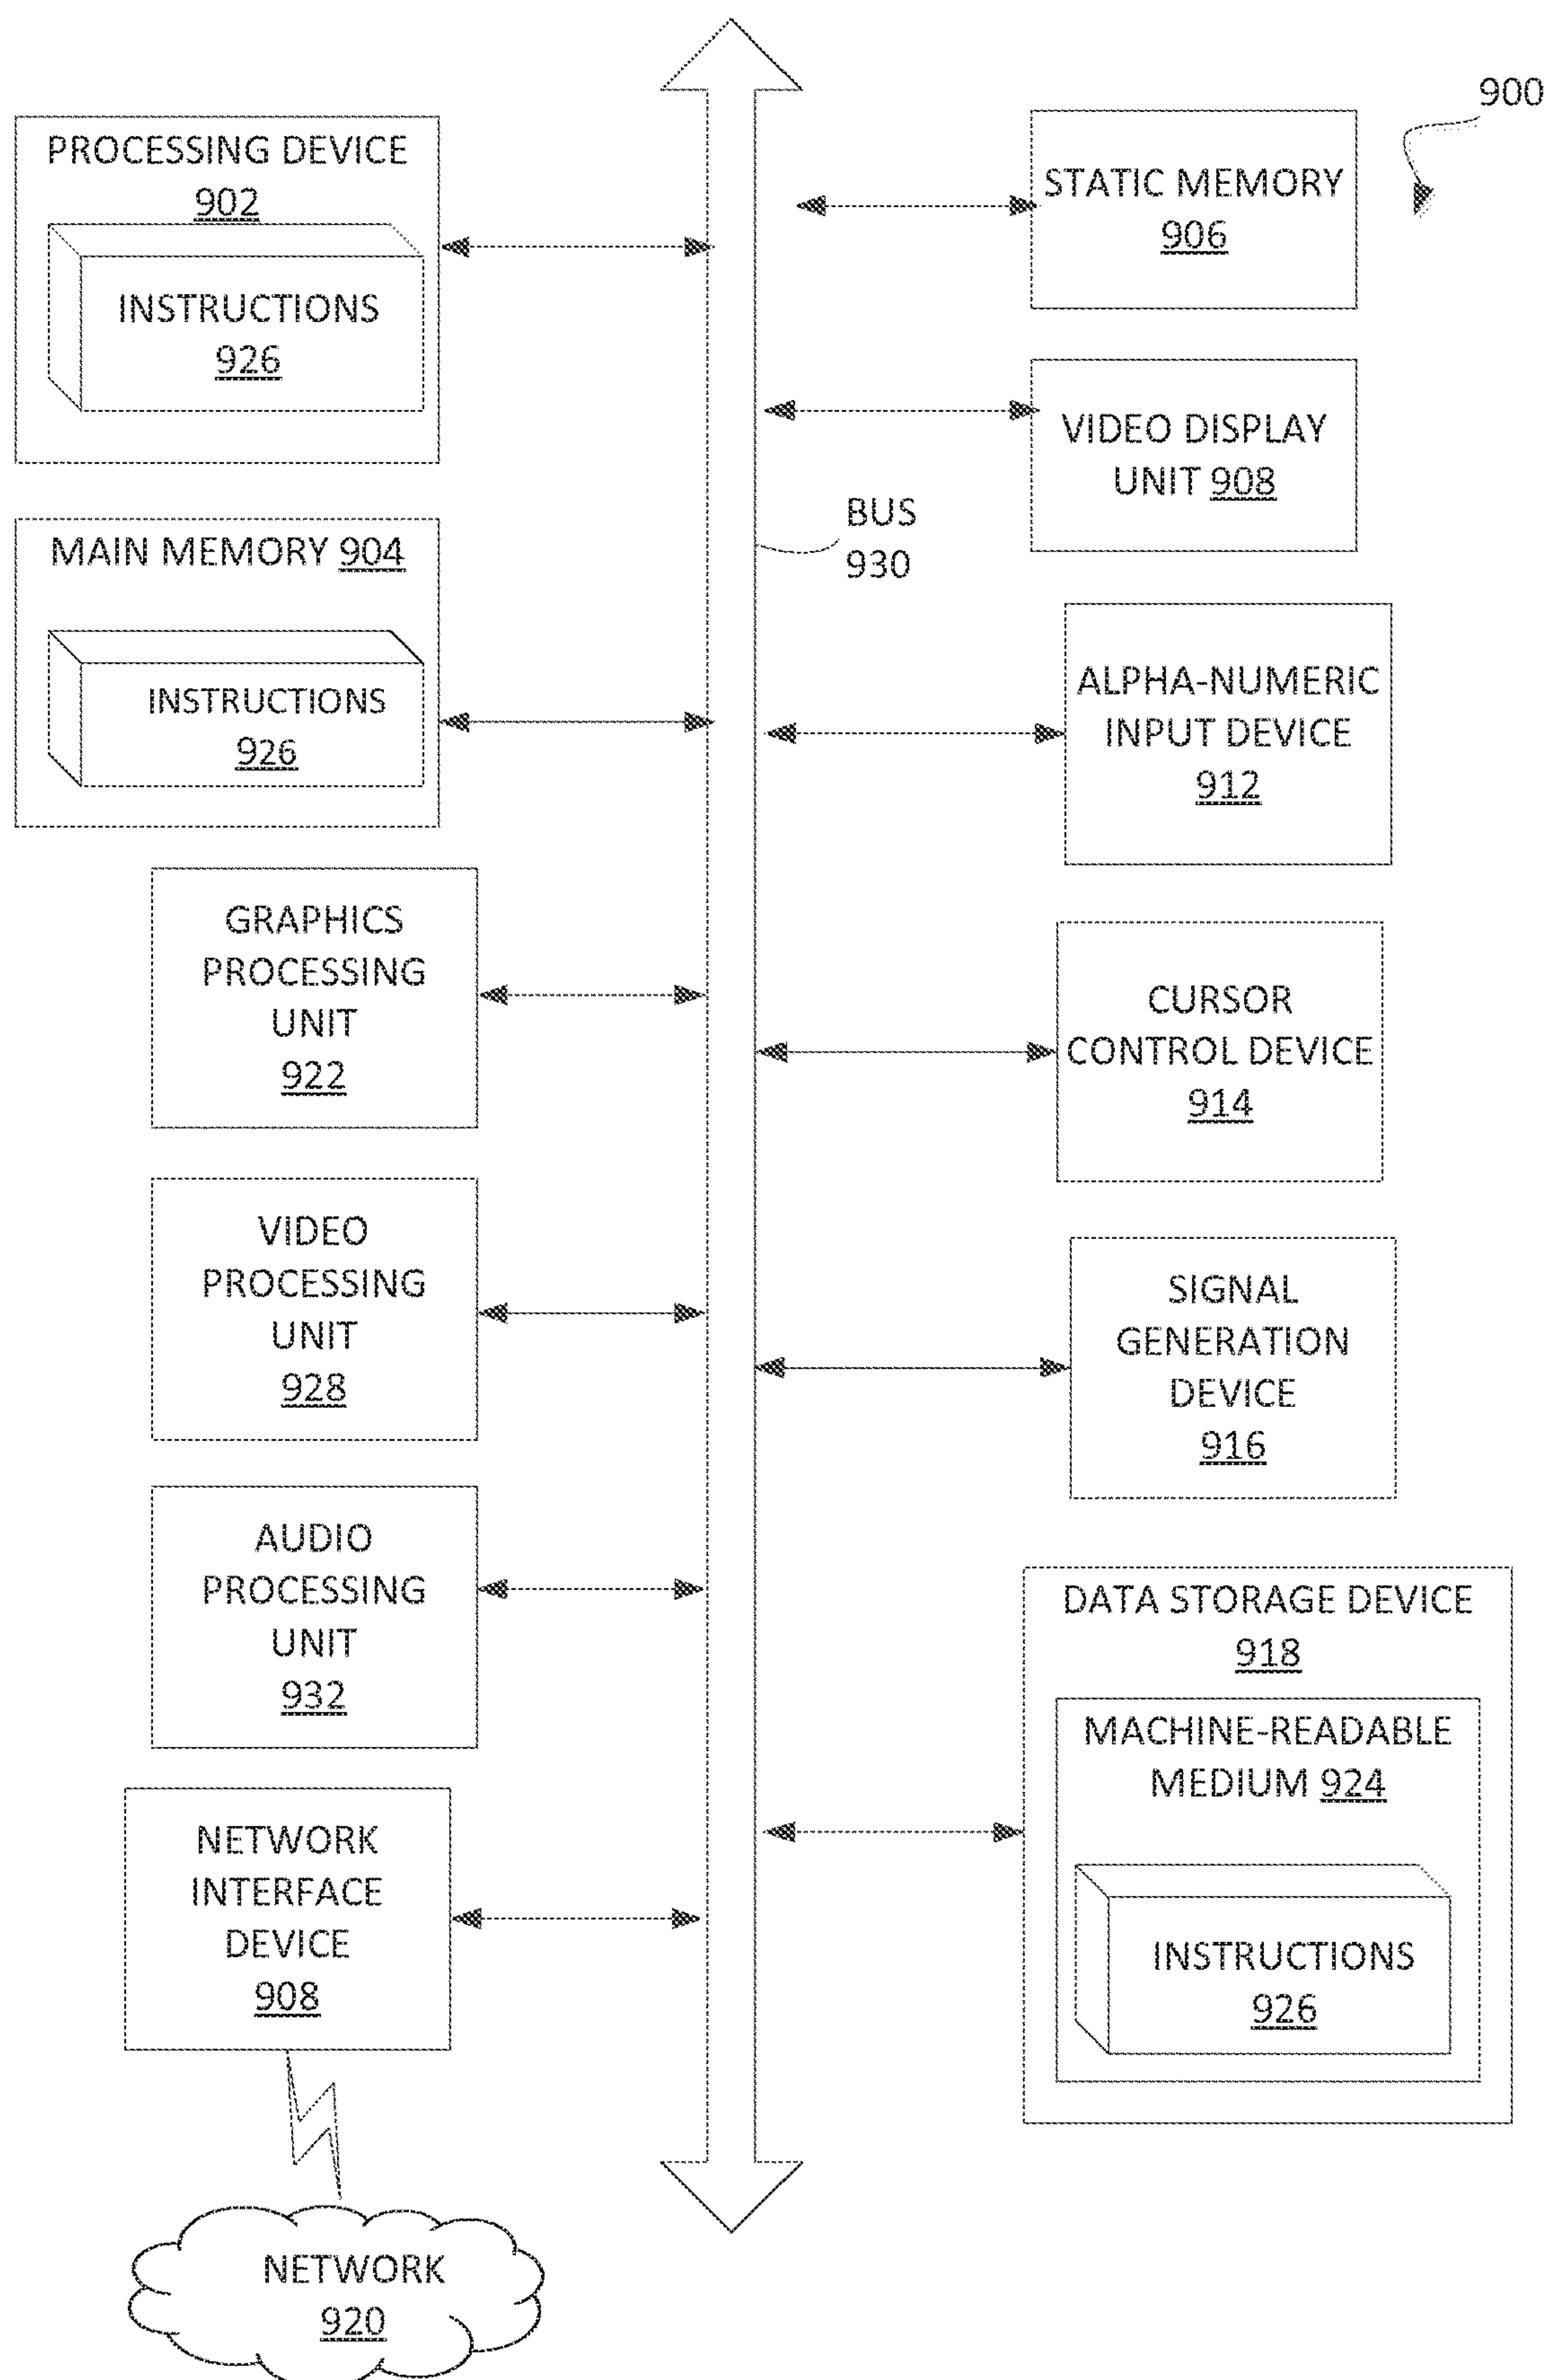 900
PROCESSING DEVICE
902
INSTRUCTIONS
926
STATIC MEMORY
906
VIDEO DISPLAY
UNIT 908
BUS
930
MAIN MEMORY 904
INSTRUCTIONS
926
ALPHA-NUMERIC
INPUT DEVICE
912
GRAPHICS
PROCESSING
UNIT
922
CURSOR
CONTROL DEVICE
914
VIDEO
PROCESSING
UNIT
928
SIGNAL
GENERATION
DEVICE
916
AUDIO
PROCESSING
UNIT
932
DATA STORAGE DEVICE
918
MACHINE-READABLE
MEDIUM 924
INSTRUCTIONS
926
NETWORK
INTERFACE
DEVICE
908
NETWORK
920